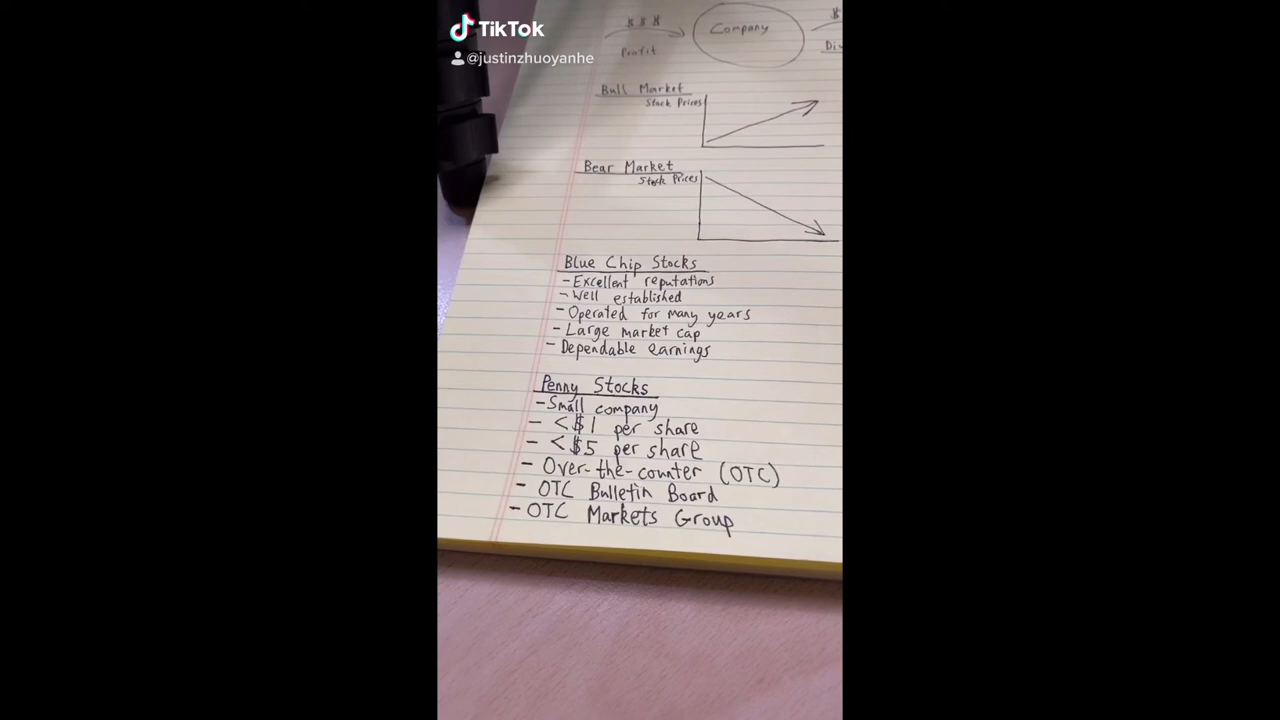 TikTok
@justinzhuoyanhe
$ $ $
Company
$
Profit
Bull Market
Stock Prices
Bear Market
Stock Prices
Blue Chip Stocks
- Excellent reputations
- Well established
- Operated for many years
- Large market cap
- Dependable earnings
Penny Stocks
- Small company
- < $1 per share
- < $5 per share
- Over-the-counter (OTC)
- OTC Bulletin Board
- OTC Markets Group